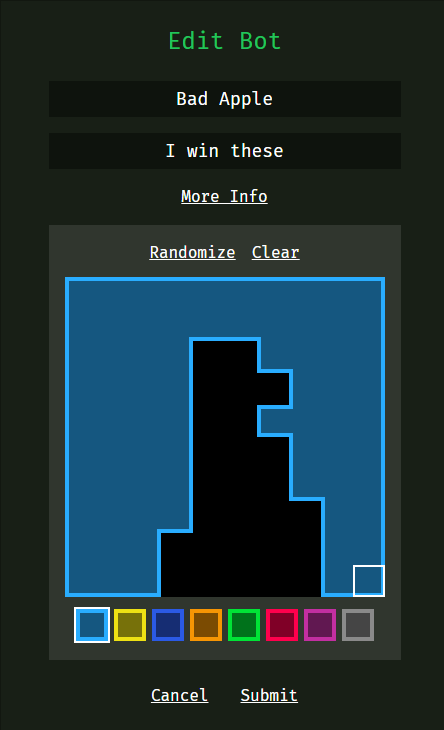 Edit Bot
Bad Apple
I win these
More Info
Randomize Clear
Cancel Submit